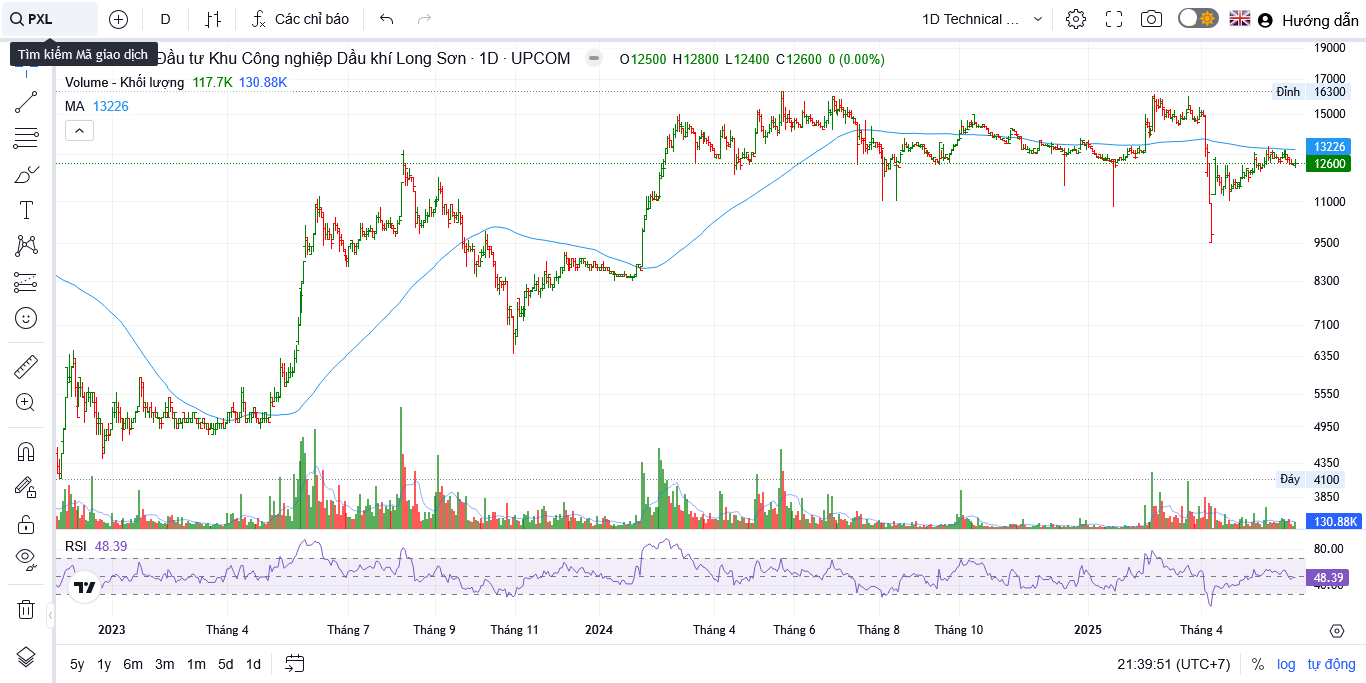 PXL
D
Các chỉ báo
1D Technical ...
Hướng dẫn
Tìm kiếm Mã giao dịch
Đầu tư Khu Công nghiệp Dầu khí Long Sơn · 1D · UPCOM
O12500 H12800 L12400 C12600 0 (0.00%)
Volume - Khối lượng 117.7K 130.88K
MA 13226
19000
17000
Đỉnh 16300
15000
13226
12600
11000
9500
8300
7100
6350
5550
4950
4350
Đáy 4100
3850
130.88K
RSI 48.39
80.00
48.39
40.00
2023
Tháng 4
Tháng 7
Tháng 9
Tháng 11
2024
Tháng 4
Tháng 6
Tháng 8
Tháng 10
2025
Tháng 4
5y 1y 6m 3m 1m 5d 1d
21:39:51 (UTC+7)
% log tự động